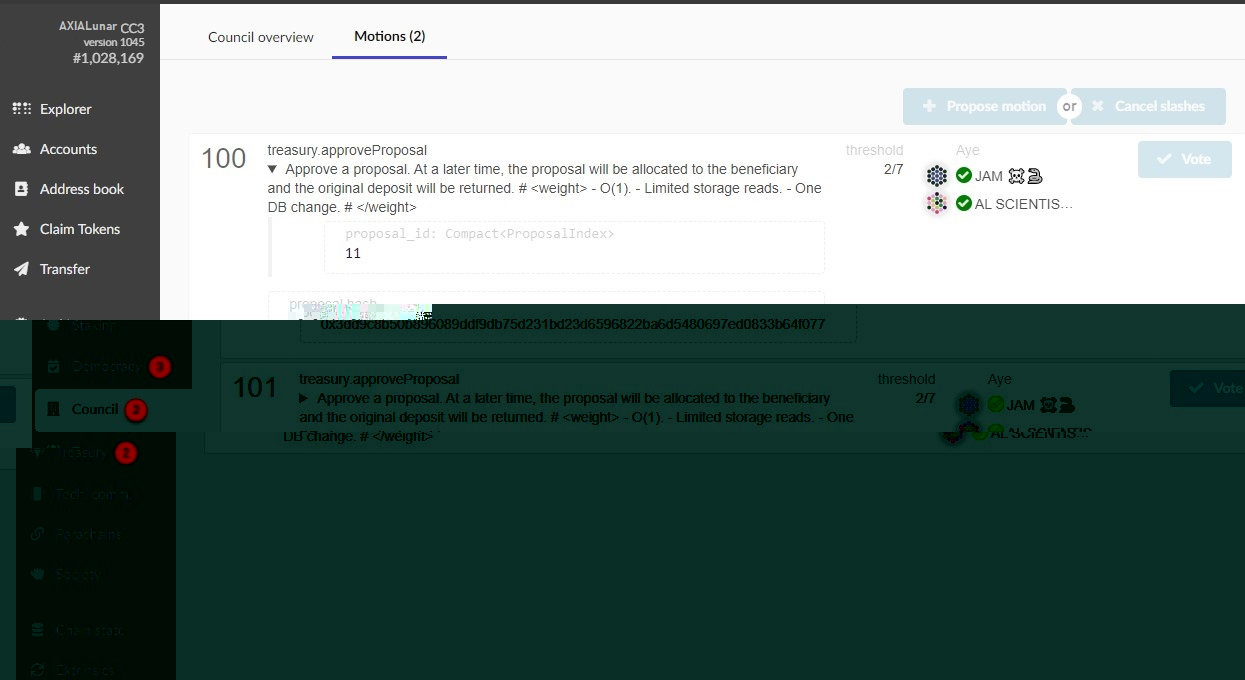 AXIALunar CC3
version 1045
#1,028,169
Explorer
Accounts
Address book
Claim Tokens
Transfer
Council overview
Motions (2)
Propose motion or Cancel slashes
100
treasury.approveProposal
Approve a proposal. At a later time, the proposal will be allocated to the beneficiary
and the original deposit will be returned. # <weight> - O(1). - Limited storage reads. - One
DB change. # </weight>
proposal_id: Compact<ProposalIndex>
11
threshold
2/7
Aye
JAM
AL SCIENTIS...
Vote
proposal hash
Staking
Democracy 3
Council 2
Treasury 2
Tech. comm.
Parachains
Society
Chain state
Extrinsics
101
treasury.approveProposal
Approve a proposal. At a later time, the proposal will be allocated to the beneficiary
and the original deposit will be returned. # <weight> - O(1). - Limited storage reads. - One
DB change. # </weight>
threshold
2/7
Aye
JAM
AL SCIENTIS...
Vote